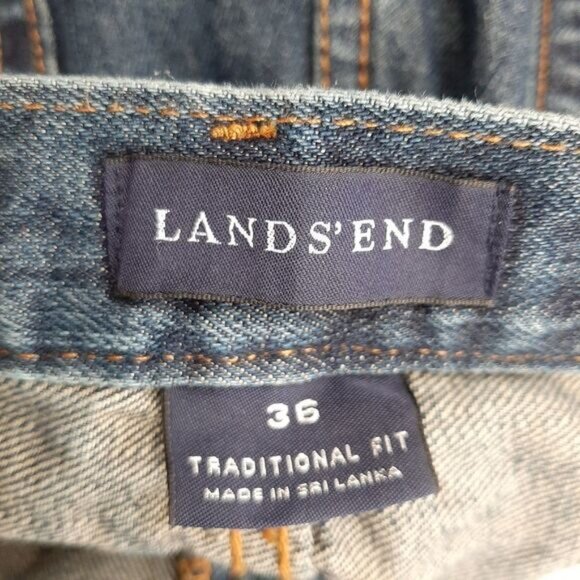 LANDS' END
36
TRADITIONAL FIT
MADE IN SRI LANKA